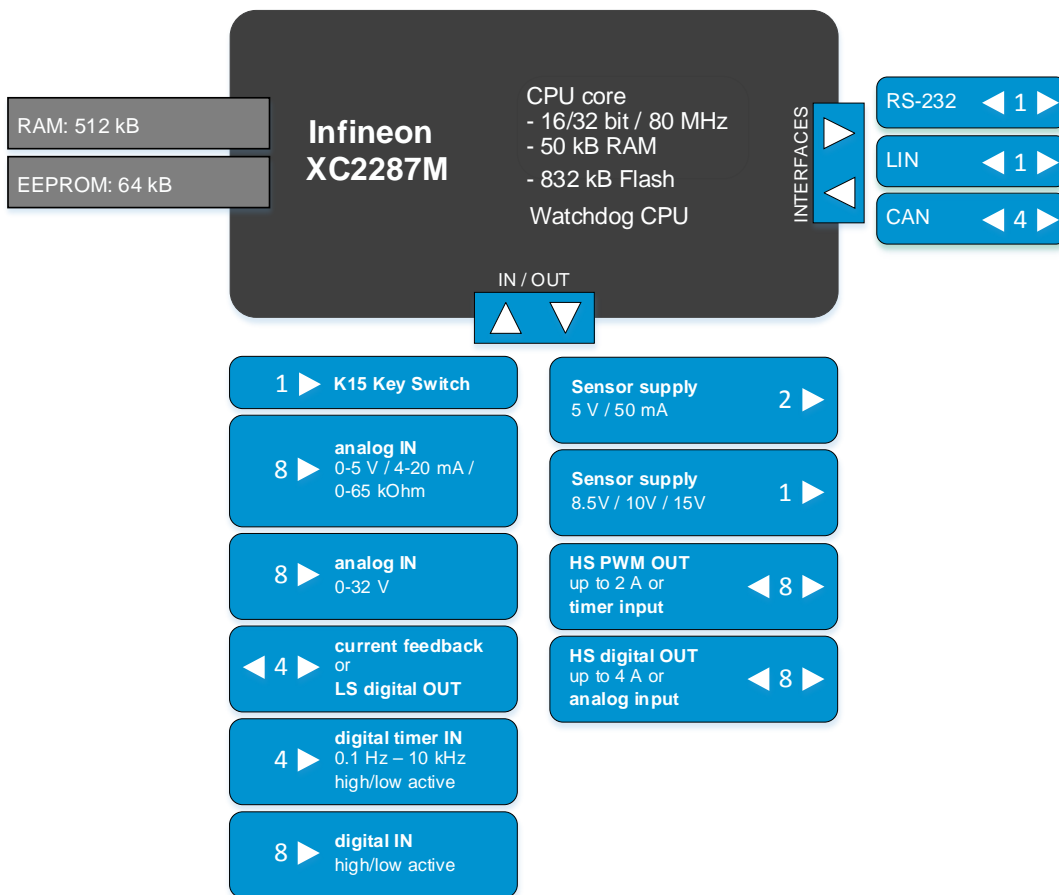 RAM: 512 kB
EEPROM: 64 kB
Infineon
XC2287M
CPU core
- 16/32 bit / 80 MHz
- 50 kB RAM
- 832 kB Flash
Watchdog CPU
INTERFACES
RS-232 1
LIN 1
CAN 4
IN / OUT
1 K15 Key Switch
8 analog IN
0-5 V / 4-20 mA /
0-65 kOhm
8 analog IN
0-32 V
4 current feedback
or
LS digital OUT
4 digital timer IN
0.1 Hz – 10 kHz
high/low active
8 digital IN
high/low active
Sensor supply
5 V / 50 mA 2
Sensor supply
8.5V / 10V / 15V 1
HS PWM OUT
up to 2 A or 8
timer input
HS digital OUT
up to 4 A or 8
analog input